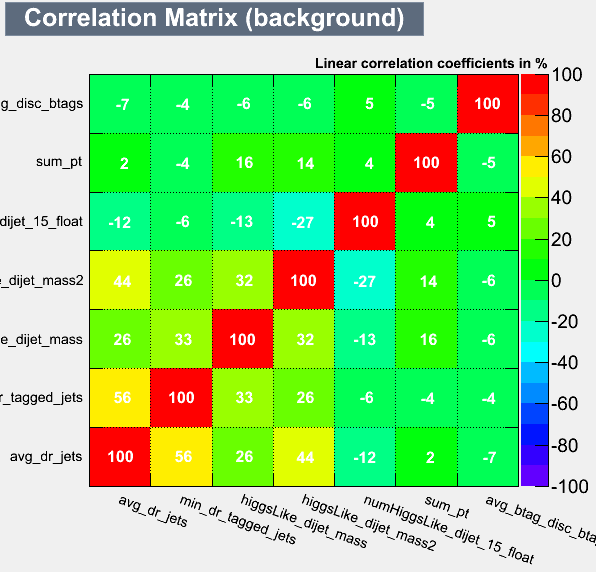 Correlation Matrix (background)
Linear correlation coefficients in %
g_disc_btags -7 -4 -6 -6 5 -5 100
sum_pt 2 -4 16 14 4 100 -5
dijet_15_float -12 -6 -13 -27 100 4 5
e_dijet_mass2 44 26 32 100 -27 14 -6
e_dijet_mass 26 33 100 32 -13 16 -6
r_tagged_jets 56 100 33 26 -6 -4 -4
avg_dr_jets 100 56 26 44 -12 2 -7
avg_dr_jets
min_dr_tagged_jets
higgsLike_dijet_mass
higgsLike_dijet_mass2
numHiggsLike_dijet_15_float
sum_pt
avg_btag_disc_btag
100
80
60
40
20
0
-20
-40
-60
-80
-100